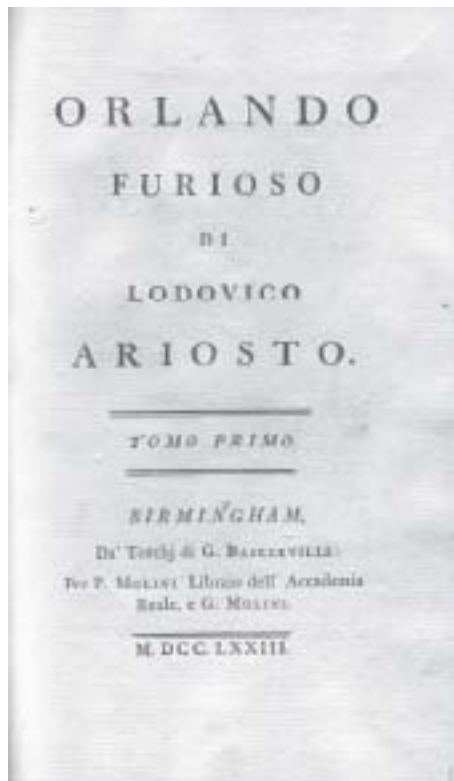 ORLANDO
FURIOSO
DI
LODOVICO
ARIOSTO.
TOMO PRIMO
BIRMINGHAM,
Da' Torchj di G. BASKERVILLE:
Per P. MOLINI Librajo dell' Accademia
Reale, e G. MOLINI.
M. DCC. LXXIII.